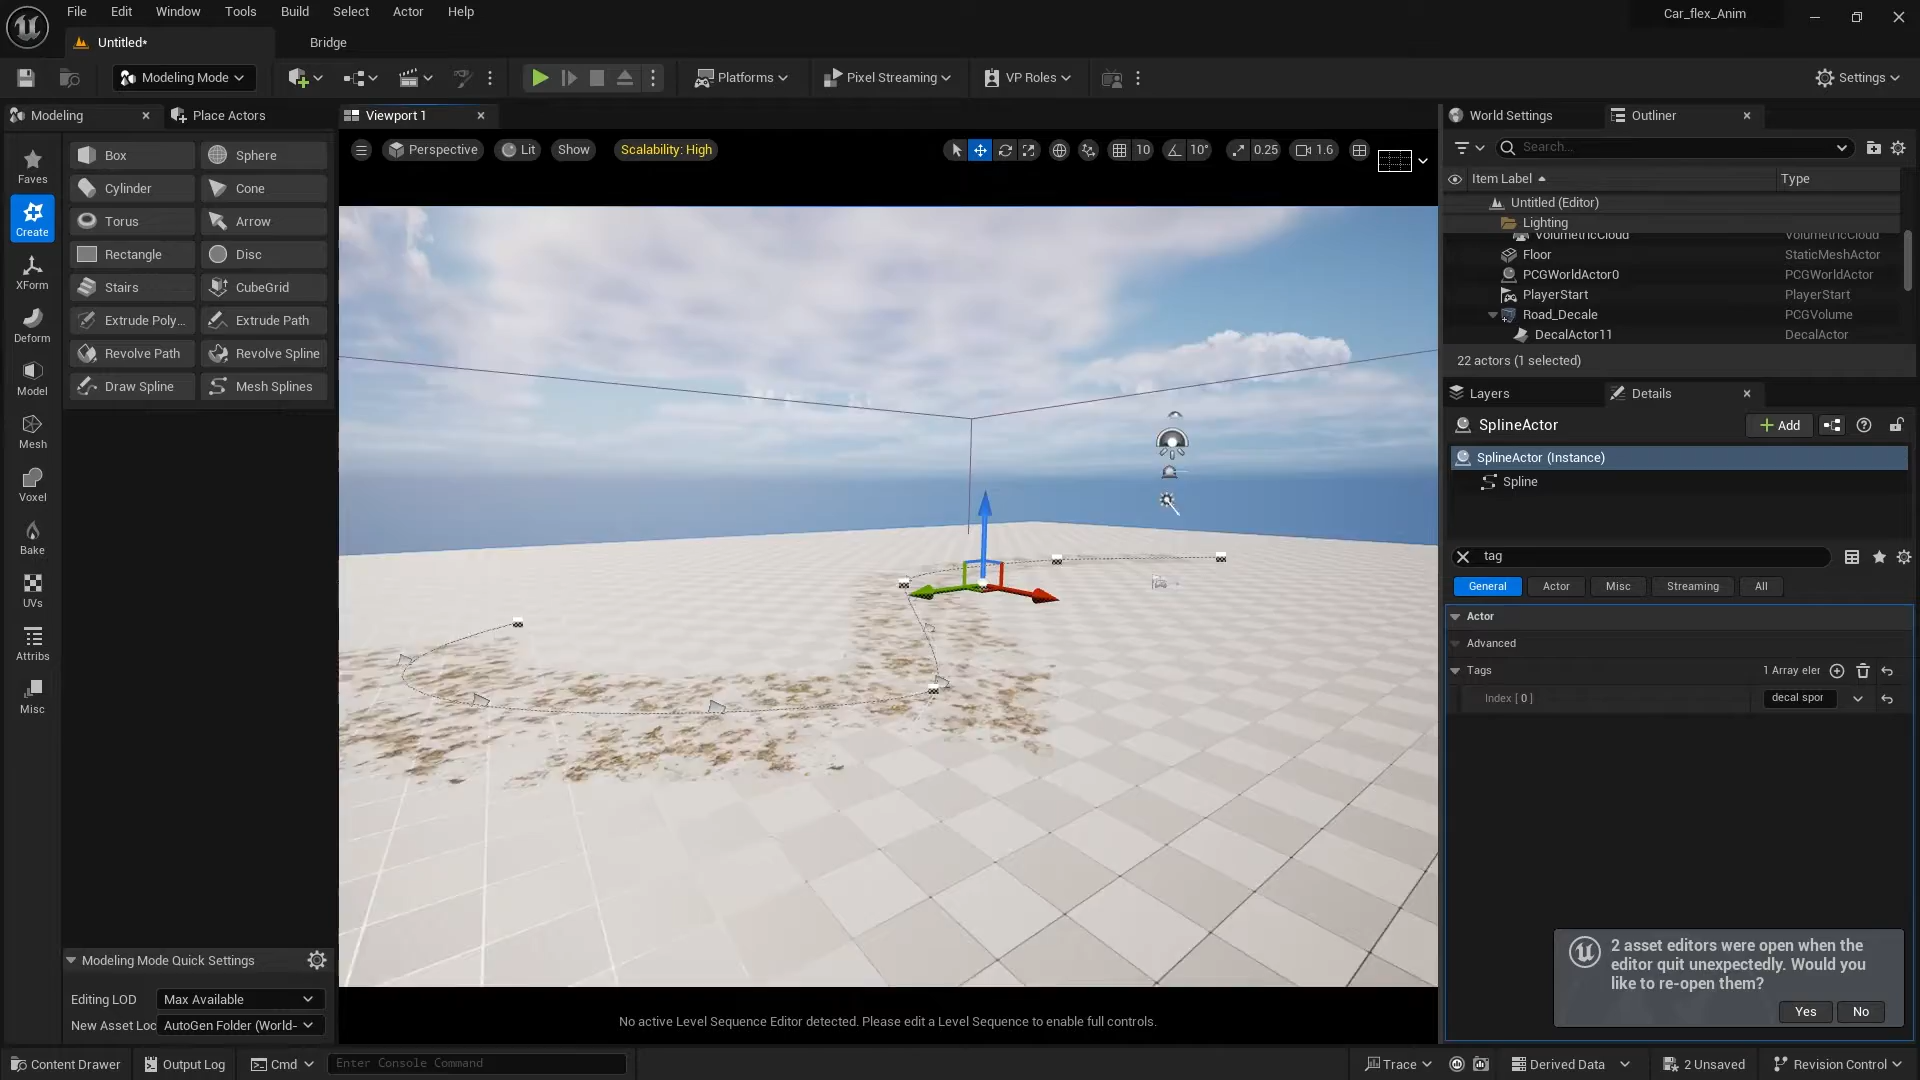 File Edit Window Tools Build Select Actor Help
Car_flex_Anim
Untitled* Bridge
Modeling Mode Platforms Pixel Streaming VP Roles Settings
Modeling Place Actors Viewport 1 World Settings Outliner
Perspective Lit Show Scalability: High 10 10° 0.25 1.6
Search...
Item Label Type
Untitled (Editor)
Lighting
VolumetricCloud VolumetricCloud
Floor StaticMeshActor
PCGWorldActor0 PCGWorldActor
PlayerStart PlayerStart
Road_Decale PCGVolume
DecalActor11 DecalActor
22 actors (1 selected)
Faves
Create
XForm
Deform
Model
Mesh
Voxel
Bake
UVs
Attribs
Misc
Box Sphere
Cylinder Cone
Torus Arrow
Rectangle Disc
Stairs CubeGrid
Extrude Poly... Extrude Path
Revolve Path Revolve Spline
Draw Spline Mesh Splines
Layers Details
SplineActor Add
SplineActor (Instance)
Spline
tag
General Actor Misc Streaming All
Actor
Advanced
Tags 1 Array eler
Index [ 0 ] decal spor
2 asset editors were open when the
editor quit unexpectedly. Would you
like to re-open them?
Yes No
Modeling Mode Quick Settings
Editing LOD Max Available
New Asset Loc AutoGen Folder (World-
No active Level Sequence Editor detected. Please edit a Level Sequence to enable full controls.
Content Drawer Output Log Cmd Enter Console Command Trace Derived Data 2 Unsaved Revision Control